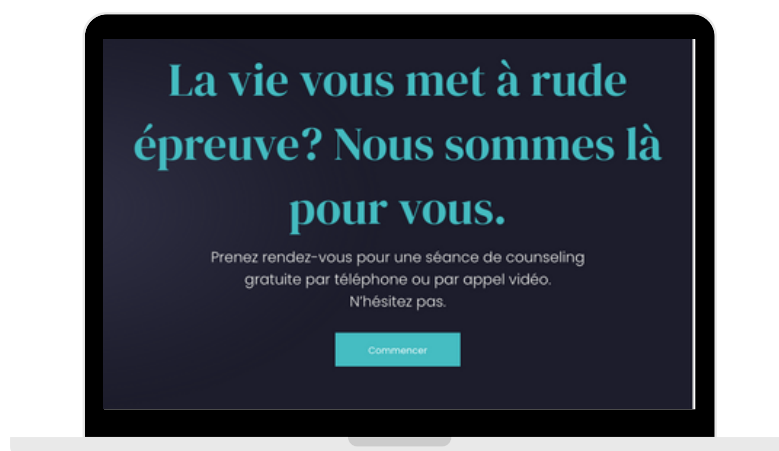 La vie vous met à rude
épreuve? Nous sommes là
pour vous.
Prenez rendez-vous pour une séance de counseling
gratuite par téléphone ou par appel vidéo.
N'hésitez pas.
Commencer